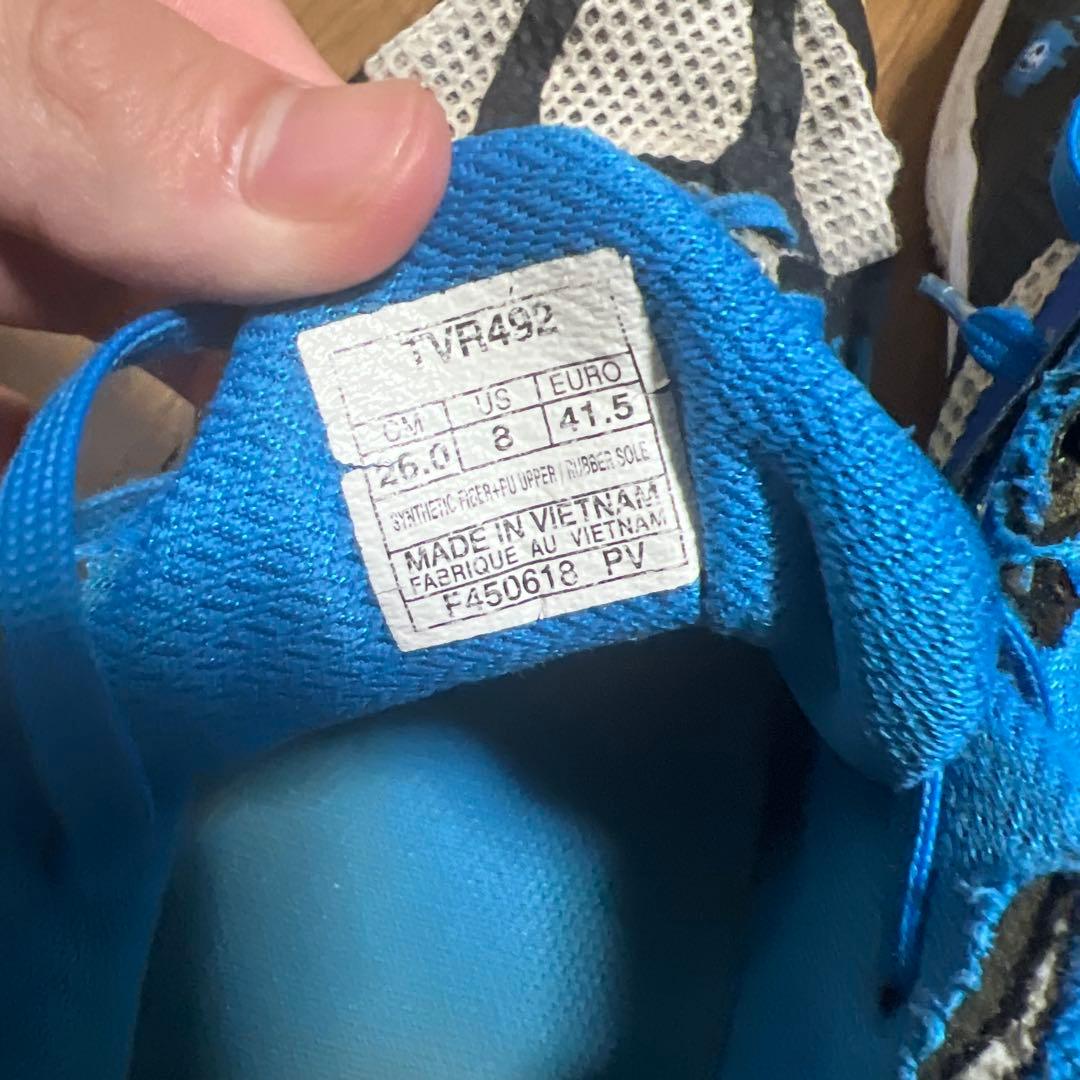 TVR492
CM US EURO
26.0 8 41.5
SYNTHETIC FIBER+PU UPPER / RUBBER SOLE
MADE IN VIETNAM
FABRIQUE AU VIETNAM
F450618 PV